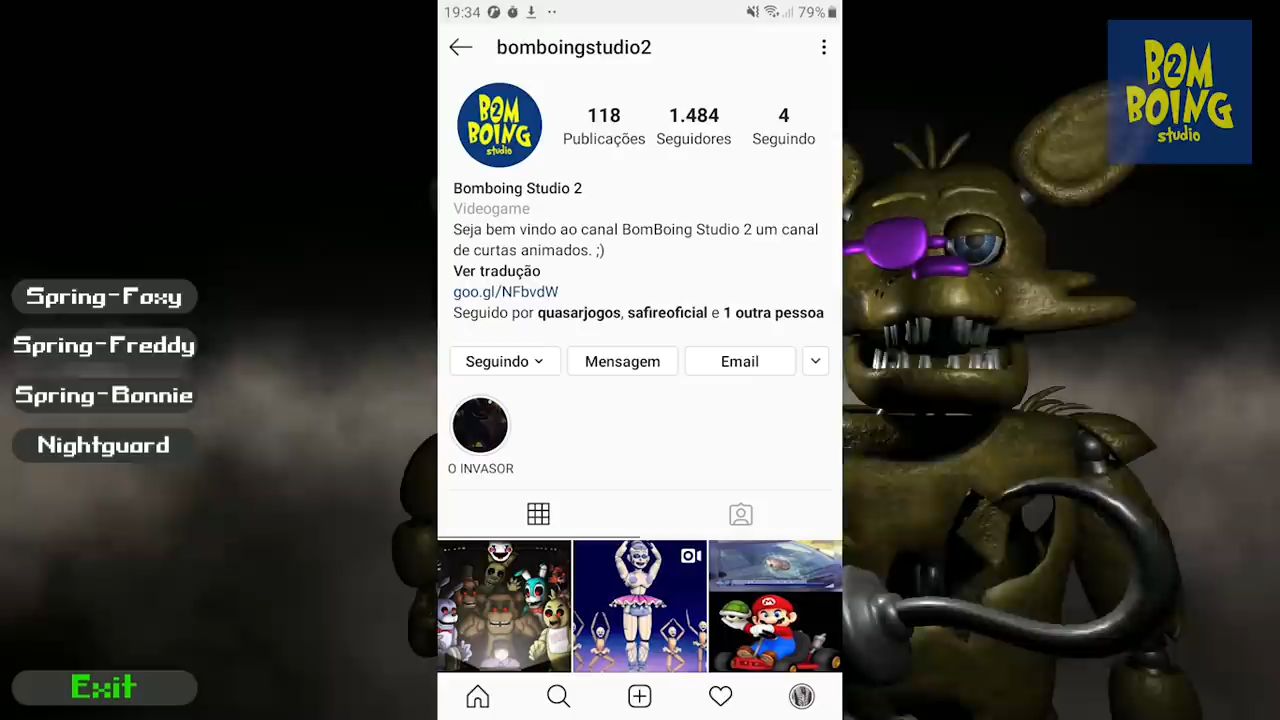 19:34
79%
bomboingstudio2
BOM
2
BOING
studio
BOM
2
BOING
studio
118
1.484
4
Publicações
Seguidores
Seguindo
Bomboing Studio 2
Videogame
Seja bem vindo ao canal BomBoing Studio 2 um canal
de curtas animados. ;)
Ver tradução
goo.gl/NFbvdW
Seguido por quasarjogos, safireoficial e 1 outra pessoa
Seguindo
Mensagem
Email
O INVASOR
Spring-Foxy
Spring-Freddy
Spring-Bonnie
Nightguard
Exit